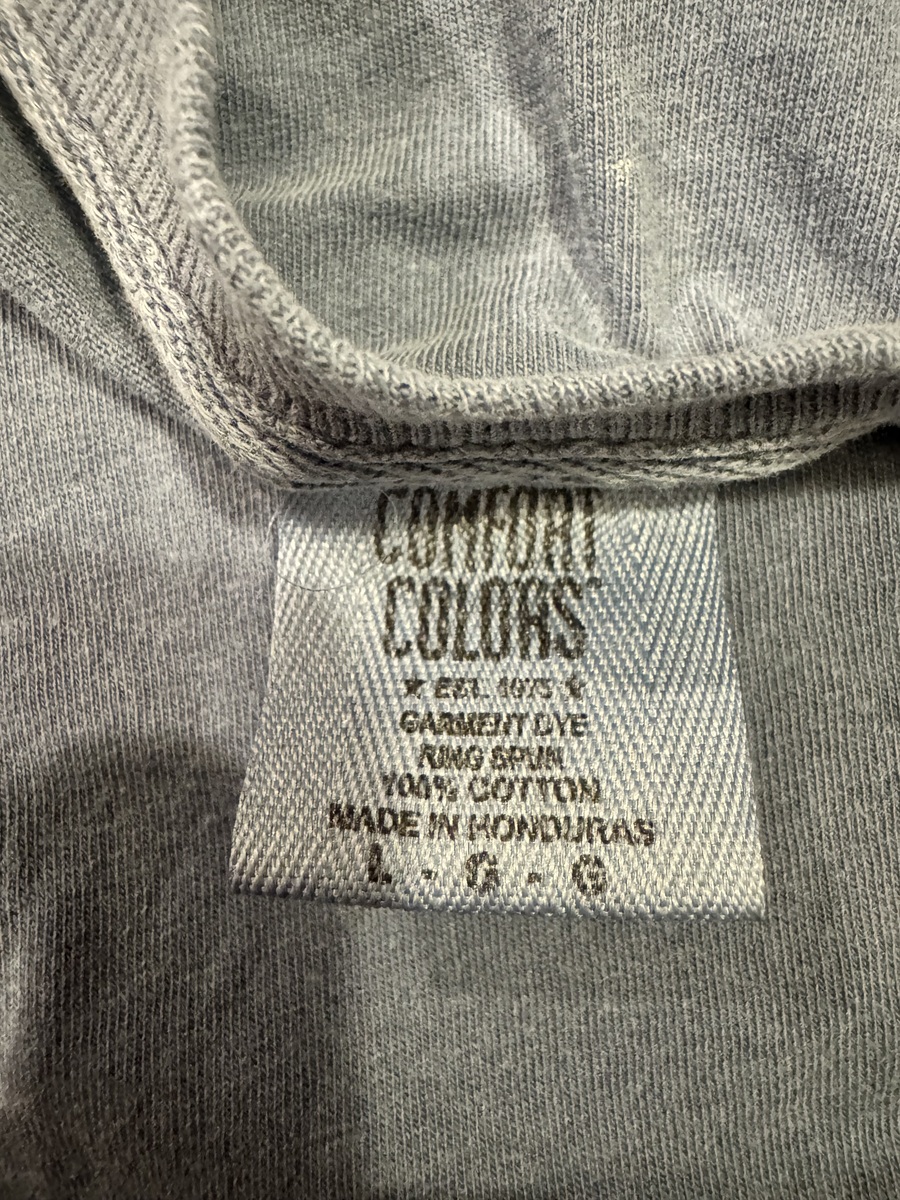 COMFORT
COLORS
★ EST. 1975 ★
GARMENT DYE
RING SPUN
100% COTTON
MADE IN HONDURAS
L - G - G